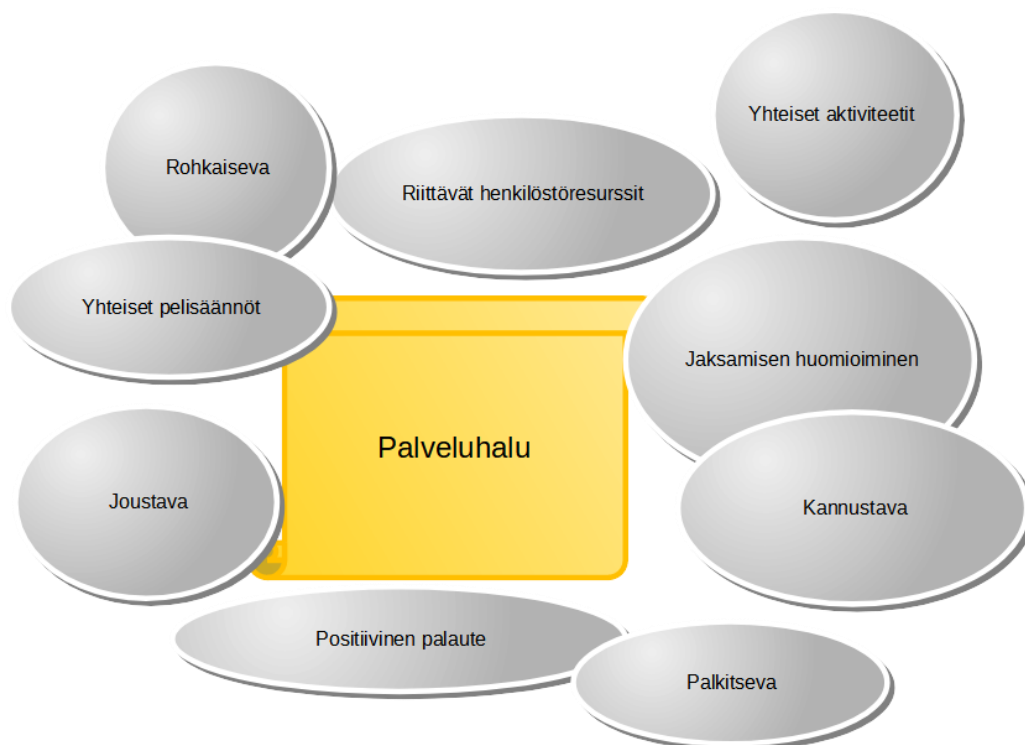 Yhteiset aktiviteetit
Rohkaiseva
Riittävät henkilöstöresurssit
Yhteiset pelisäännöt
Jaksamisen huomioiminen
Palveluhalu
Joustava
Kannustava
Positiivinen palaute
Palkitseva